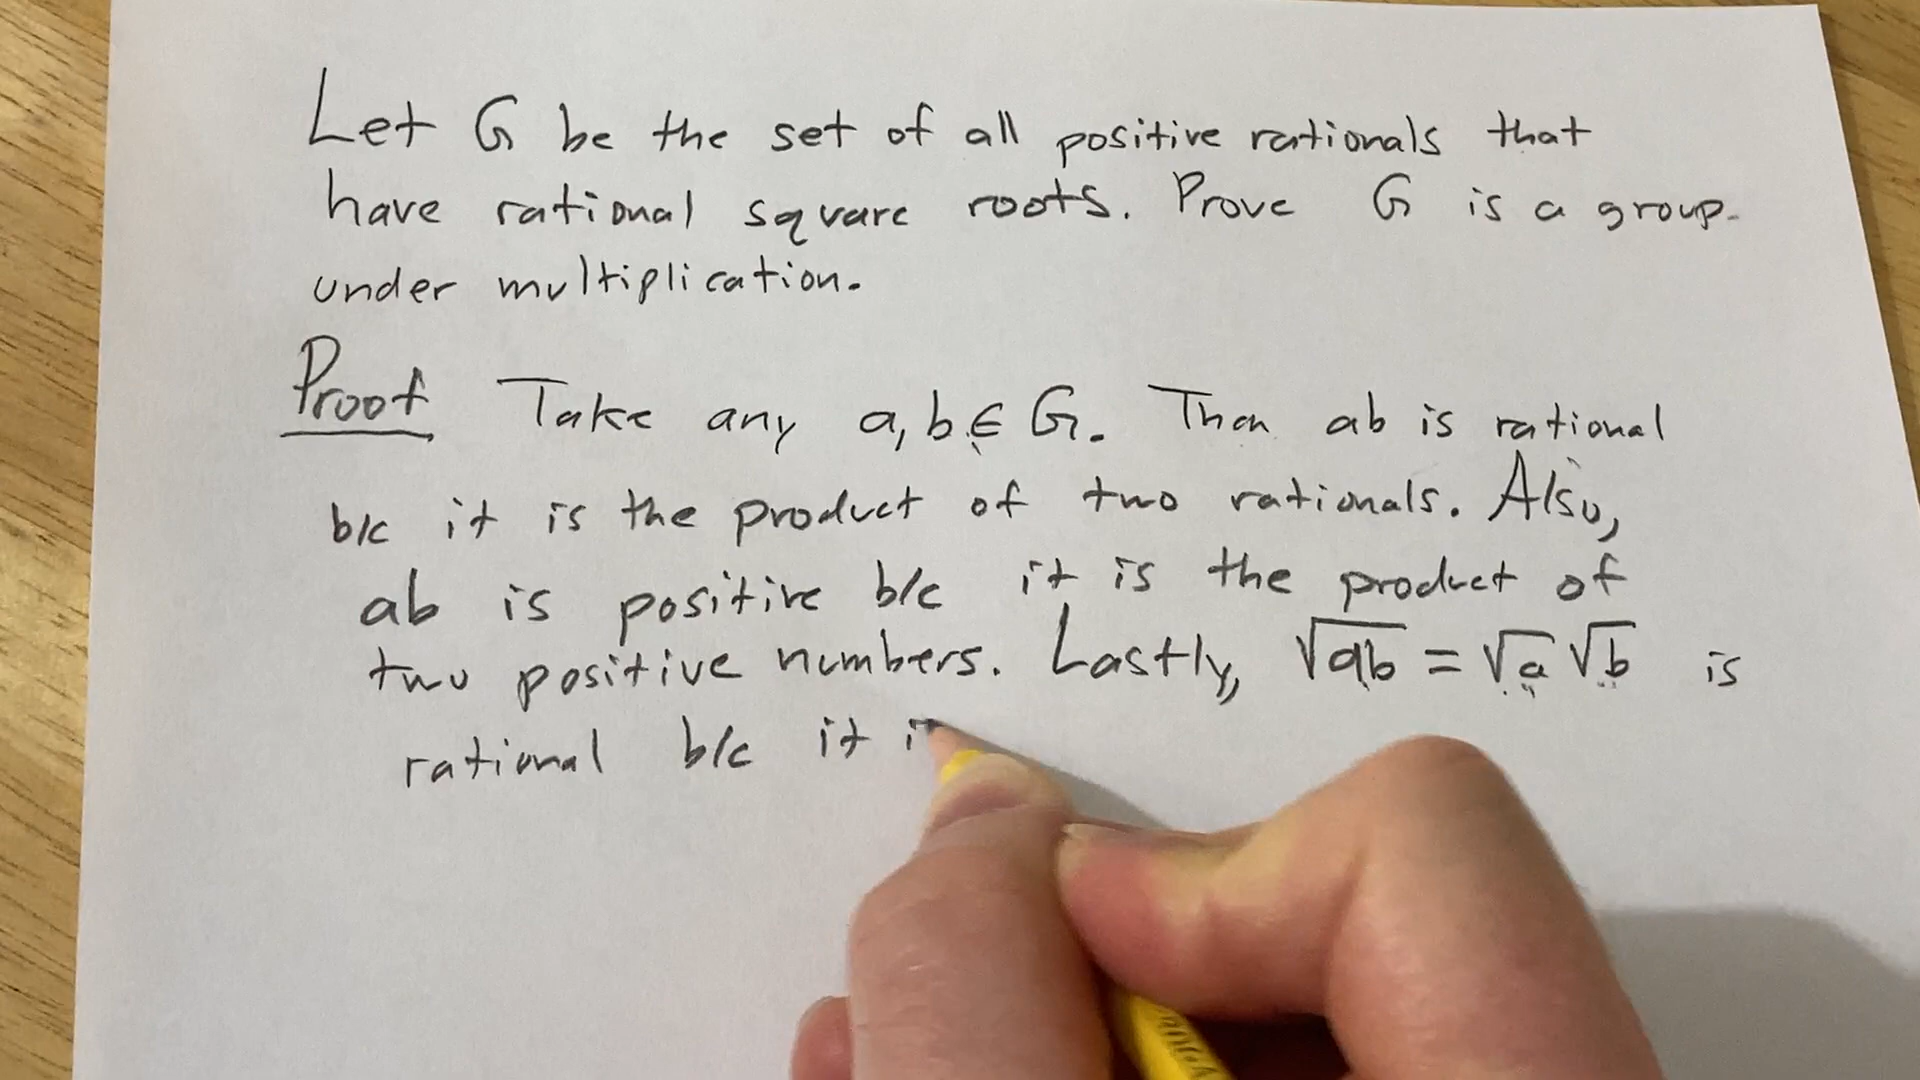 Let G be the set of all positive rationals that
have rational square roots. Prove G is a group
under multiplication.
Proof Take any a, b ∈ G. Then ab is rational
b/c it is the product of two rationals. Also,
ab is positive b/c it is the product of
two positive numbers. Lastly, √ab = √a √b is
rational b/c it i